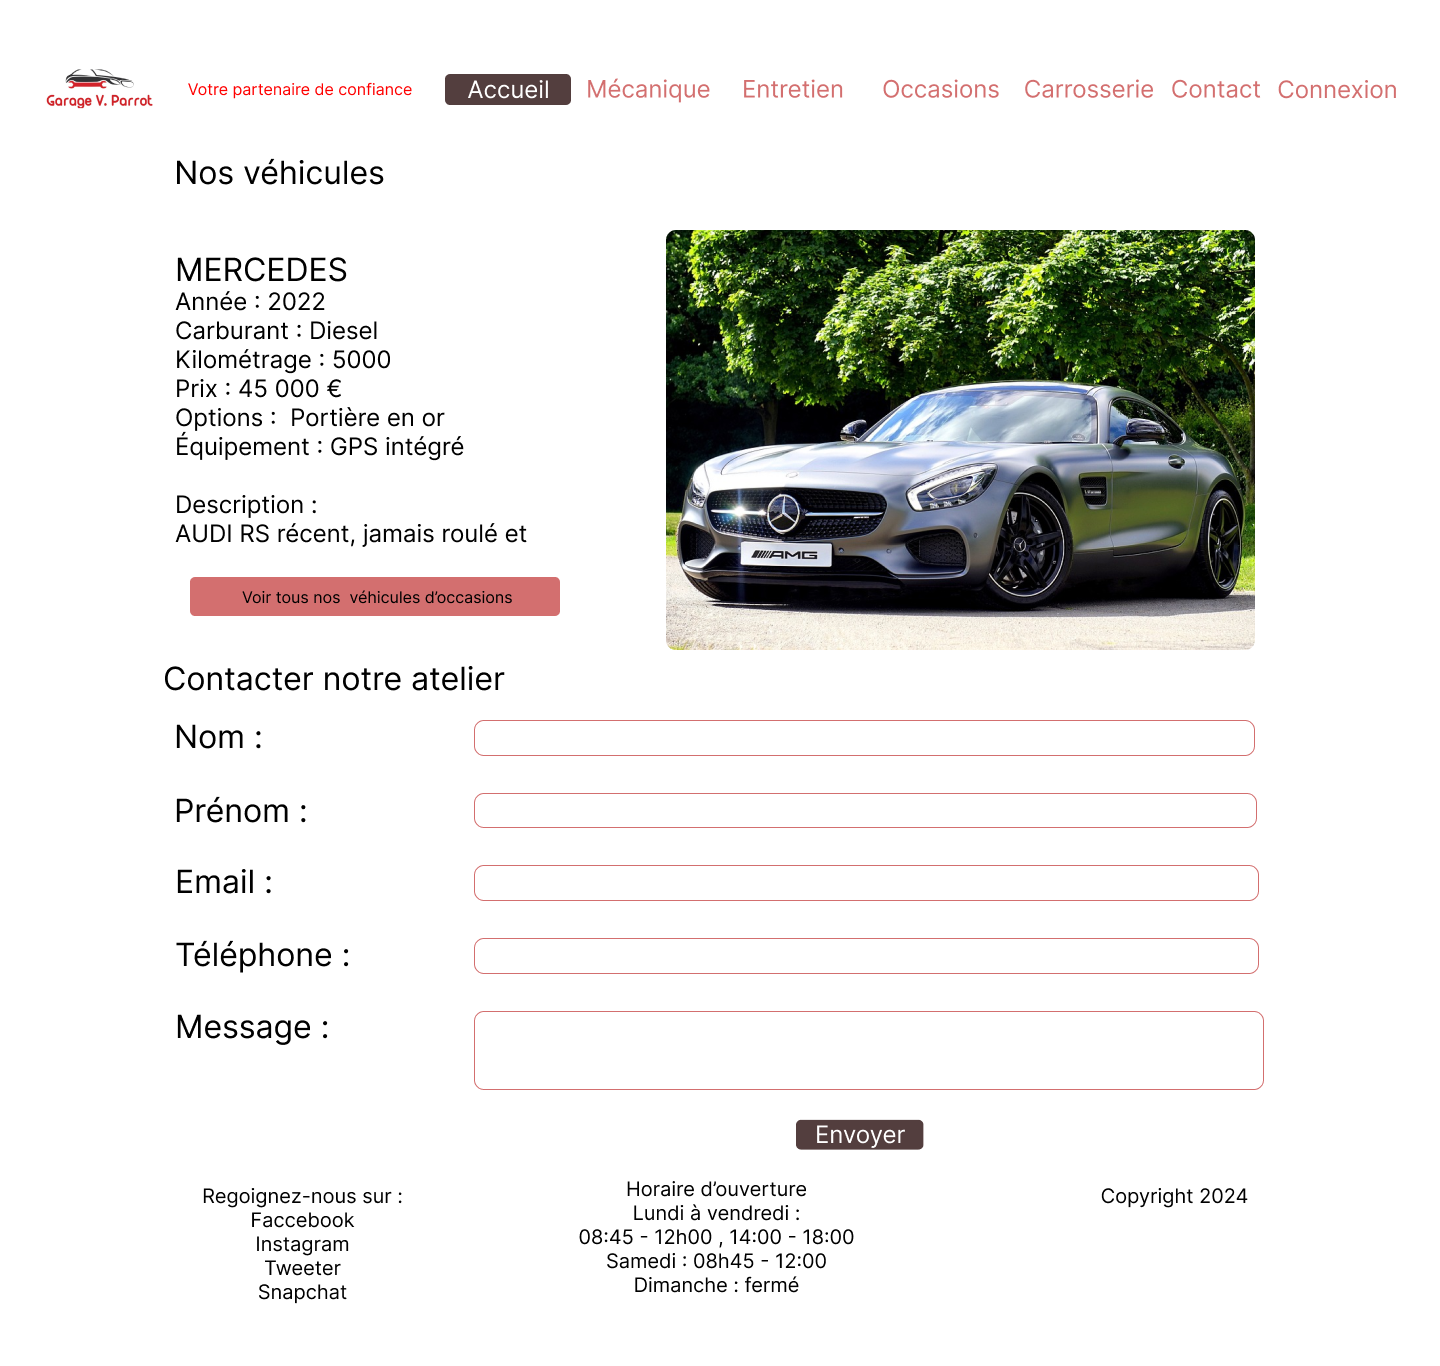 Garage V. Parrot
Votre partenaire de confiance
Accueil
Mécanique
Entretien
Occasions
Carrosserie
Contact
Connexion
Nos véhicules
MERCEDES
Année : 2022
Carburant : Diesel
Kilométrage : 5000
Prix : 45 000 €
Options :  Portière en or
Équipement : GPS intégré
Description :
AUDI RS récent, jamais roulé et
AMG
Voir tous nos  véhicules d’occasions
Contacter notre atelier
Nom :
Prénom :
Email :
Téléphone :
Message :
Envoyer
Regoignez-nous sur :
Faccebook
Instagram
Tweeter
Snapchat
Horaire d’ouverture
Lundi à vendredi :
08:45 - 12h00 , 14:00 - 18:00
Samedi : 08h45 - 12:00
Dimanche : fermé
Copyright 2024